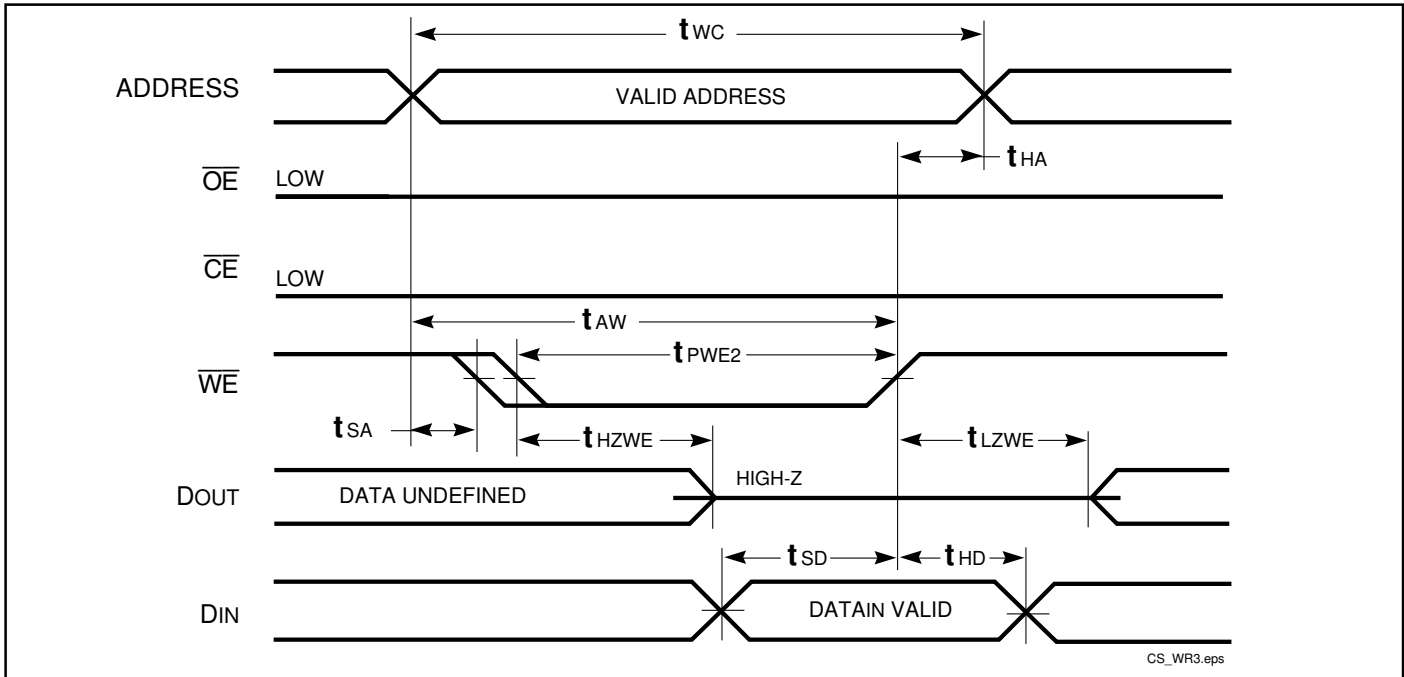 tWC
ADDRESS
VALID ADDRESS
tHA
OE
LOW
CE
LOW
tAW
tPWE2
WE
tSA
tHZWE
tLZWE
HIGH-Z
DOUT
DATA UNDEFINED
tSD
tHD
DIN
DATAIN VALID
CS_WR3.eps